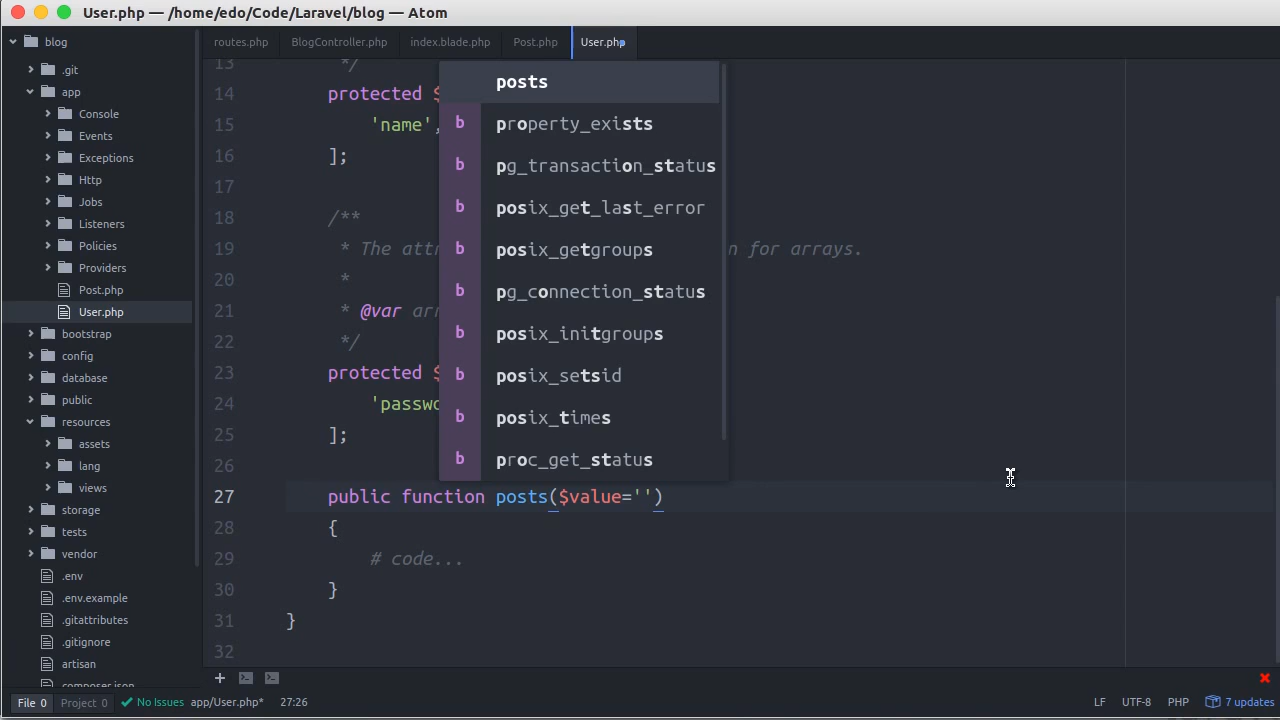 User.php — /home/edo/Code/Laravel/blog — Atom
blog
routes.php
BlogController.php
index.blade.php
Post.php
User.php
.git
app
Console
Events
Exceptions
Http
Jobs
Listeners
Policies
Providers
Post.php
User.php
bootstrap
config
database
public
resources
assets
lang
views
storage
tests
vendor
.env
.env.example
.gitattributes
.gitignore
artisan
composer.json
13 */
14 protected $
15 'name',
16 ];
17
18 /**
19 * The attr n for arrays.
20 *
21 * @var arr
22 */
23 protected $
24 'passwo
25 ];
26
27 public function posts($value='')
28 {
29 # code...
30 }
31 }
32
posts
b property_exists
b pg_transaction_status
b posix_get_last_error
b posix_getgroups
b pg_connection_status
b posix_initgroups
b posix_setsid
b posix_times
b proc_get_status
File 0 Project 0 No Issues app/User.php* 27:26 LF UTF-8 PHP 7 updates